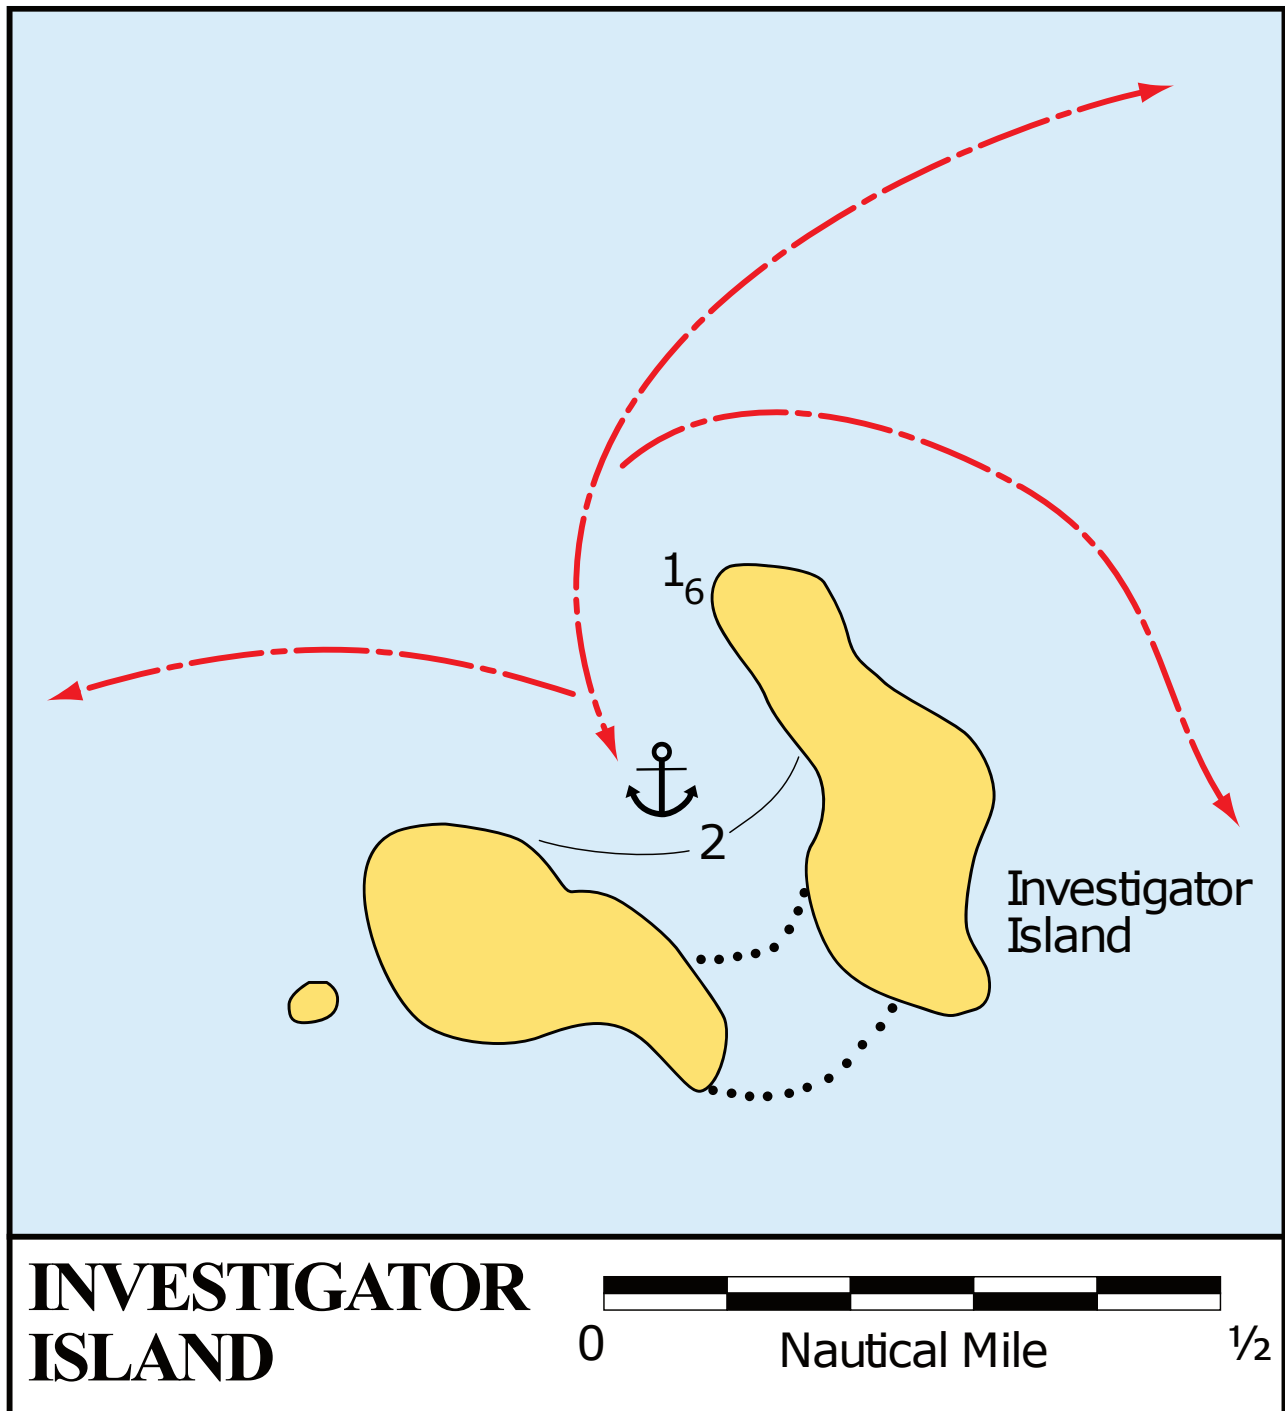 1₆
2
Investigator
Island
INVESTIGATOR
ISLAND
0 Nautical Mile ½